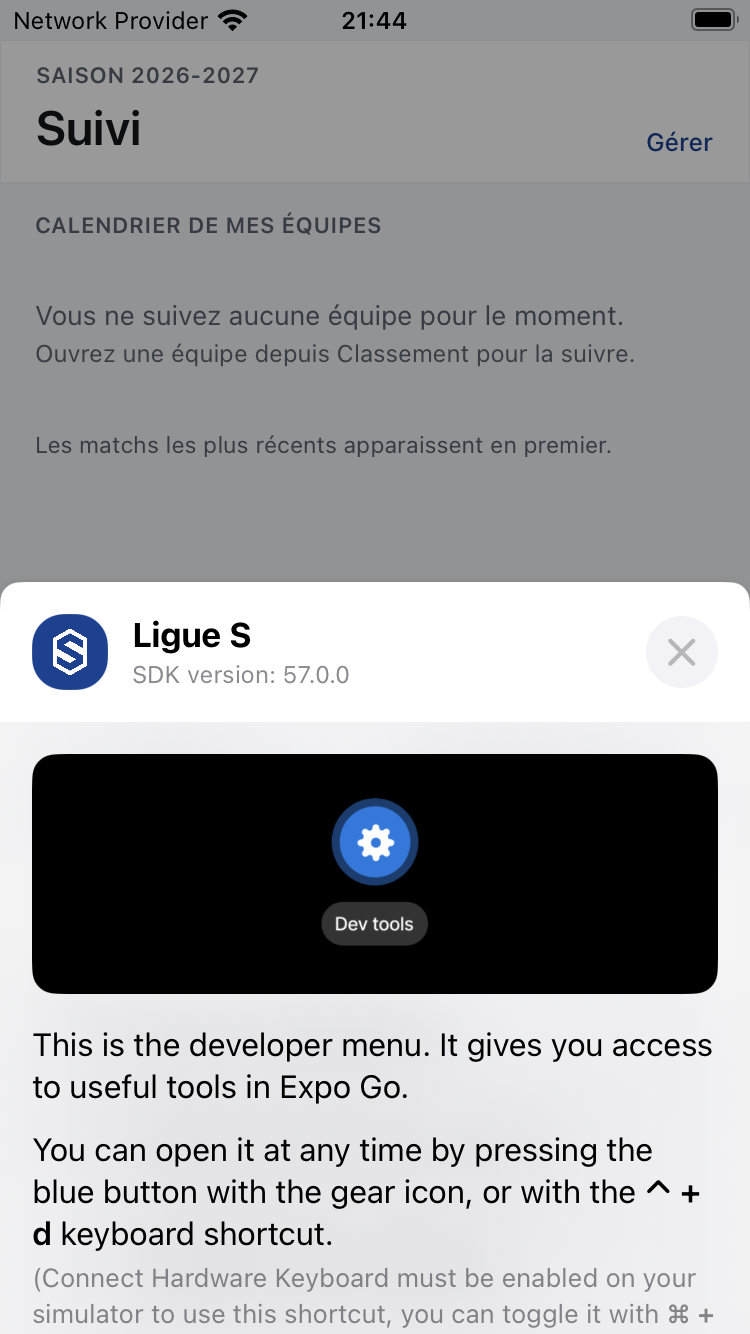 Network Provider 21:44
SAISON 2026-2027
Suivi
Gérer
CALENDRIER DE MES ÉQUIPES
Vous ne suivez aucune équipe pour le moment.
Ouvrez une équipe depuis Classement pour la suivre.
Les matchs les plus récents apparaissent en premier.
Ligue S
SDK version: 57.0.0
Dev tools
This is the developer menu. It gives you access
to useful tools in Expo Go.
You can open it at any time by pressing the
blue button with the gear icon, or with the ⌃ +
d keyboard shortcut.
(Connect Hardware Keyboard must be enabled on your
simulator to use this shortcut, you can toggle it with ⌘ +